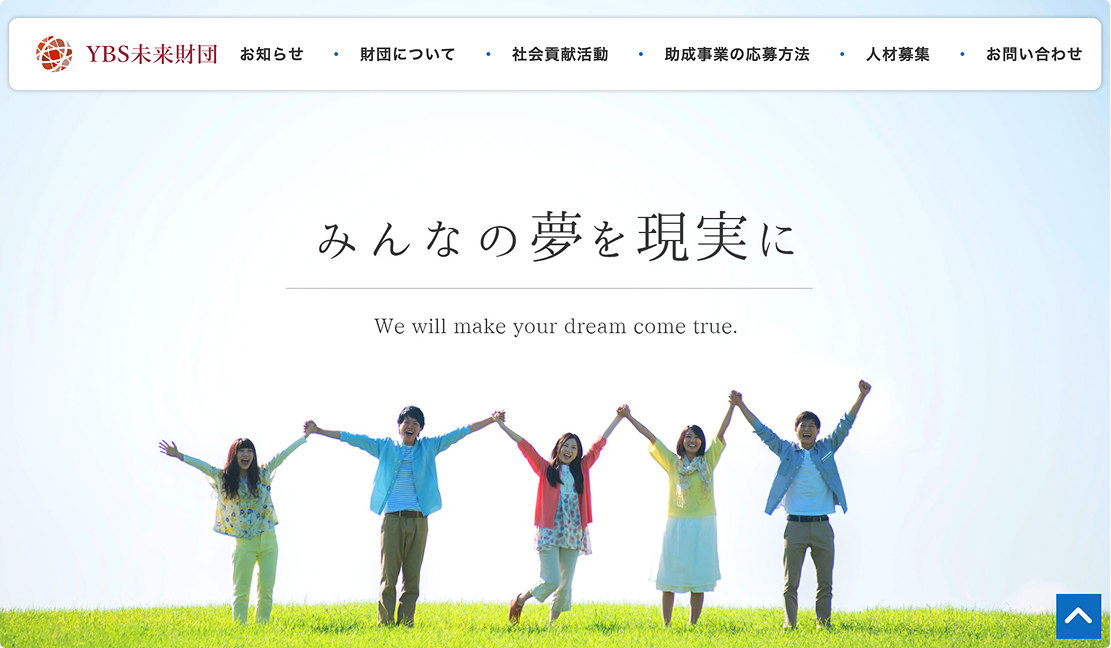 YBS未来財団 お知らせ ・ 財団について ・ 社会貢献活動 ・ 助成事業の応募方法 ・ 人材募集 ・ お問い合わせ
みんなの夢を現実に
We will make your dream come true.